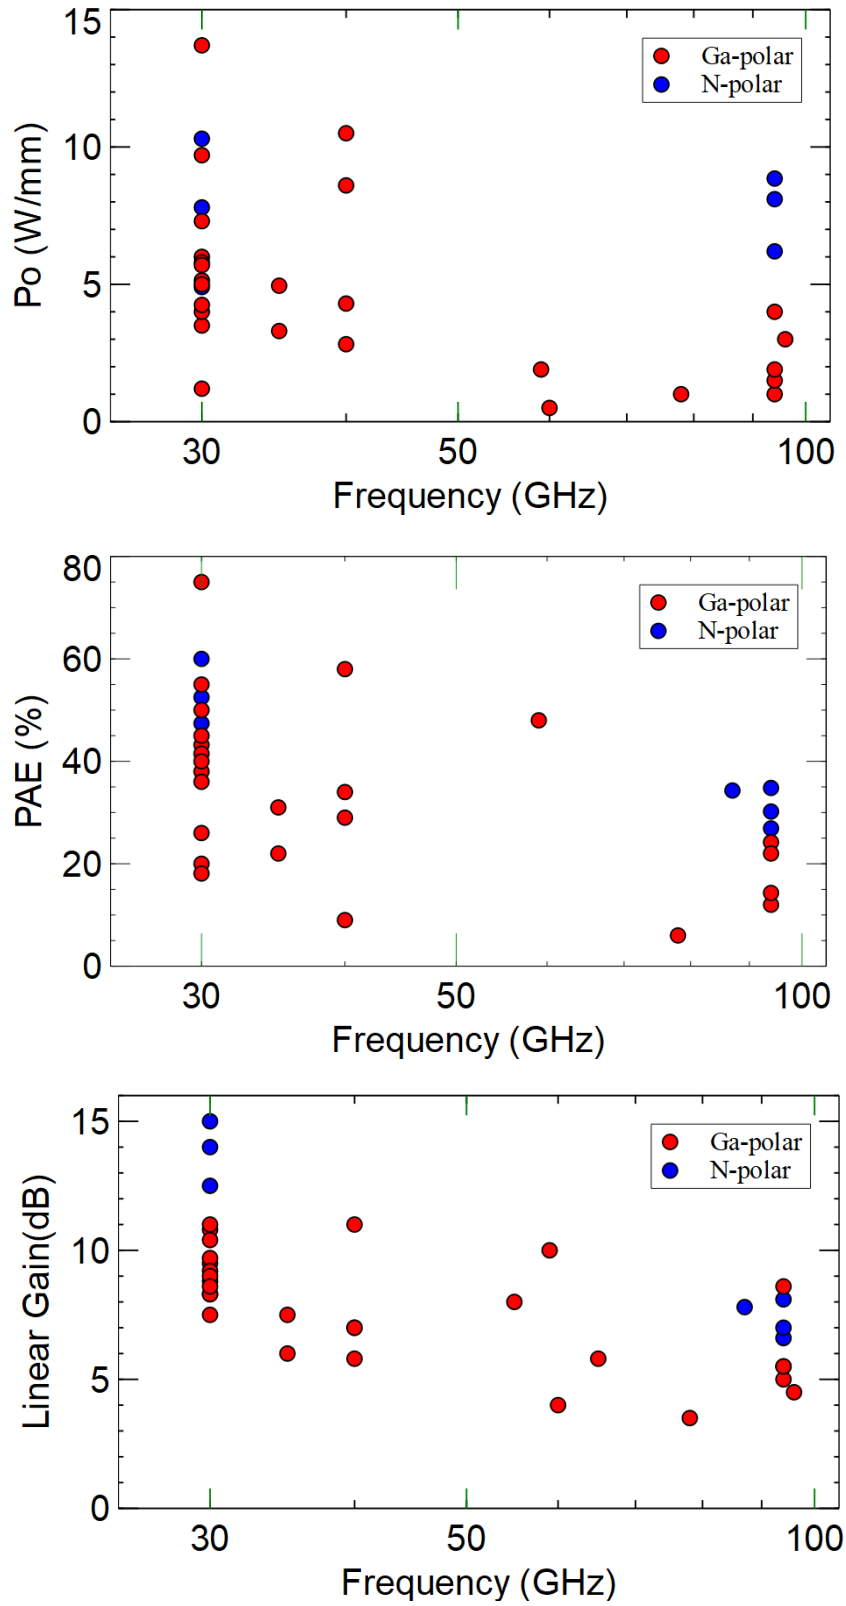 15
10
5
0
Po (W/mm)
Ga-polar
N-polar
30
50
100
Frequency (GHz)
80
60
40
20
0
PAE (%)
Ga-polar
N-polar
30
50
100
Frequency (GHz)
15
10
5
0
Linear Gain(dB)
Ga-polar
N-polar
30
50
100
Frequency (GHz)